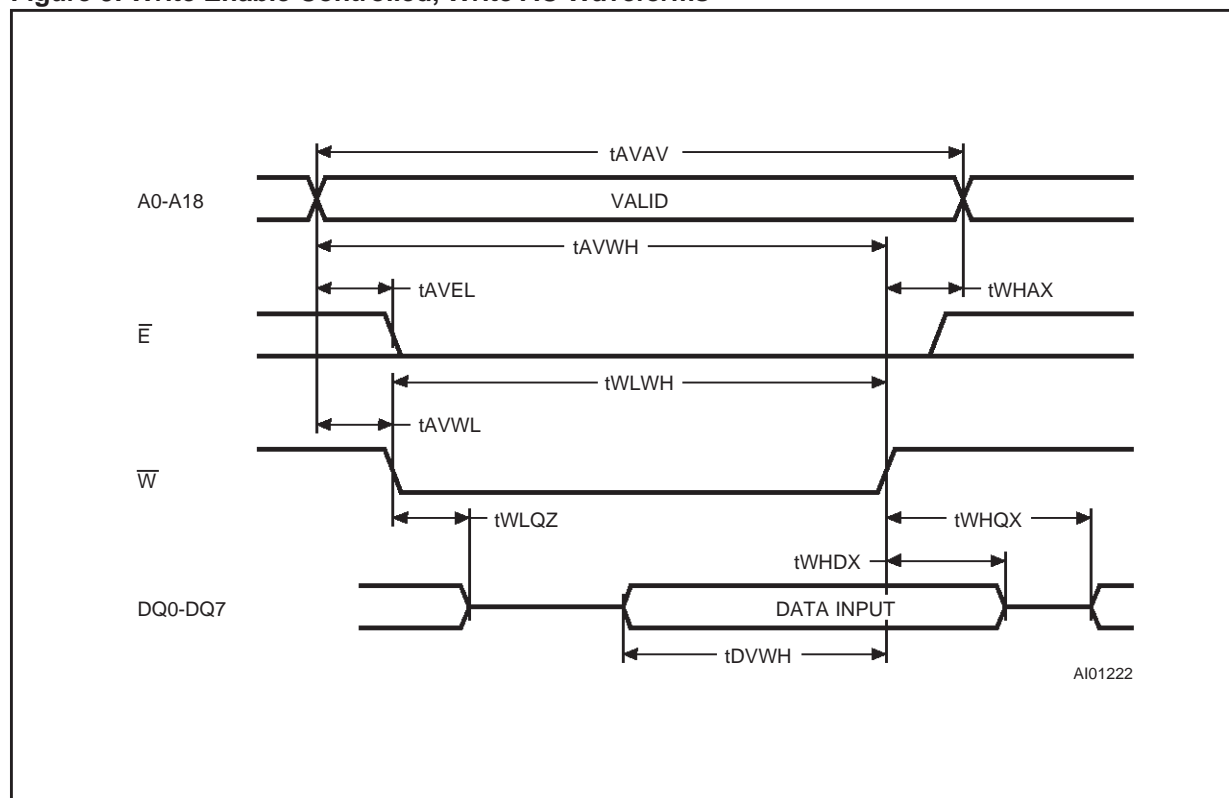 tAVAV
A0-A18
VALID
tAVWH
tAVEL
tWHAX
E
tWLWH
tAVWL
W
tWLQZ
tWHQX
tWHDX
DQ0-DQ7
DATA INPUT
tDVWH
AI01222